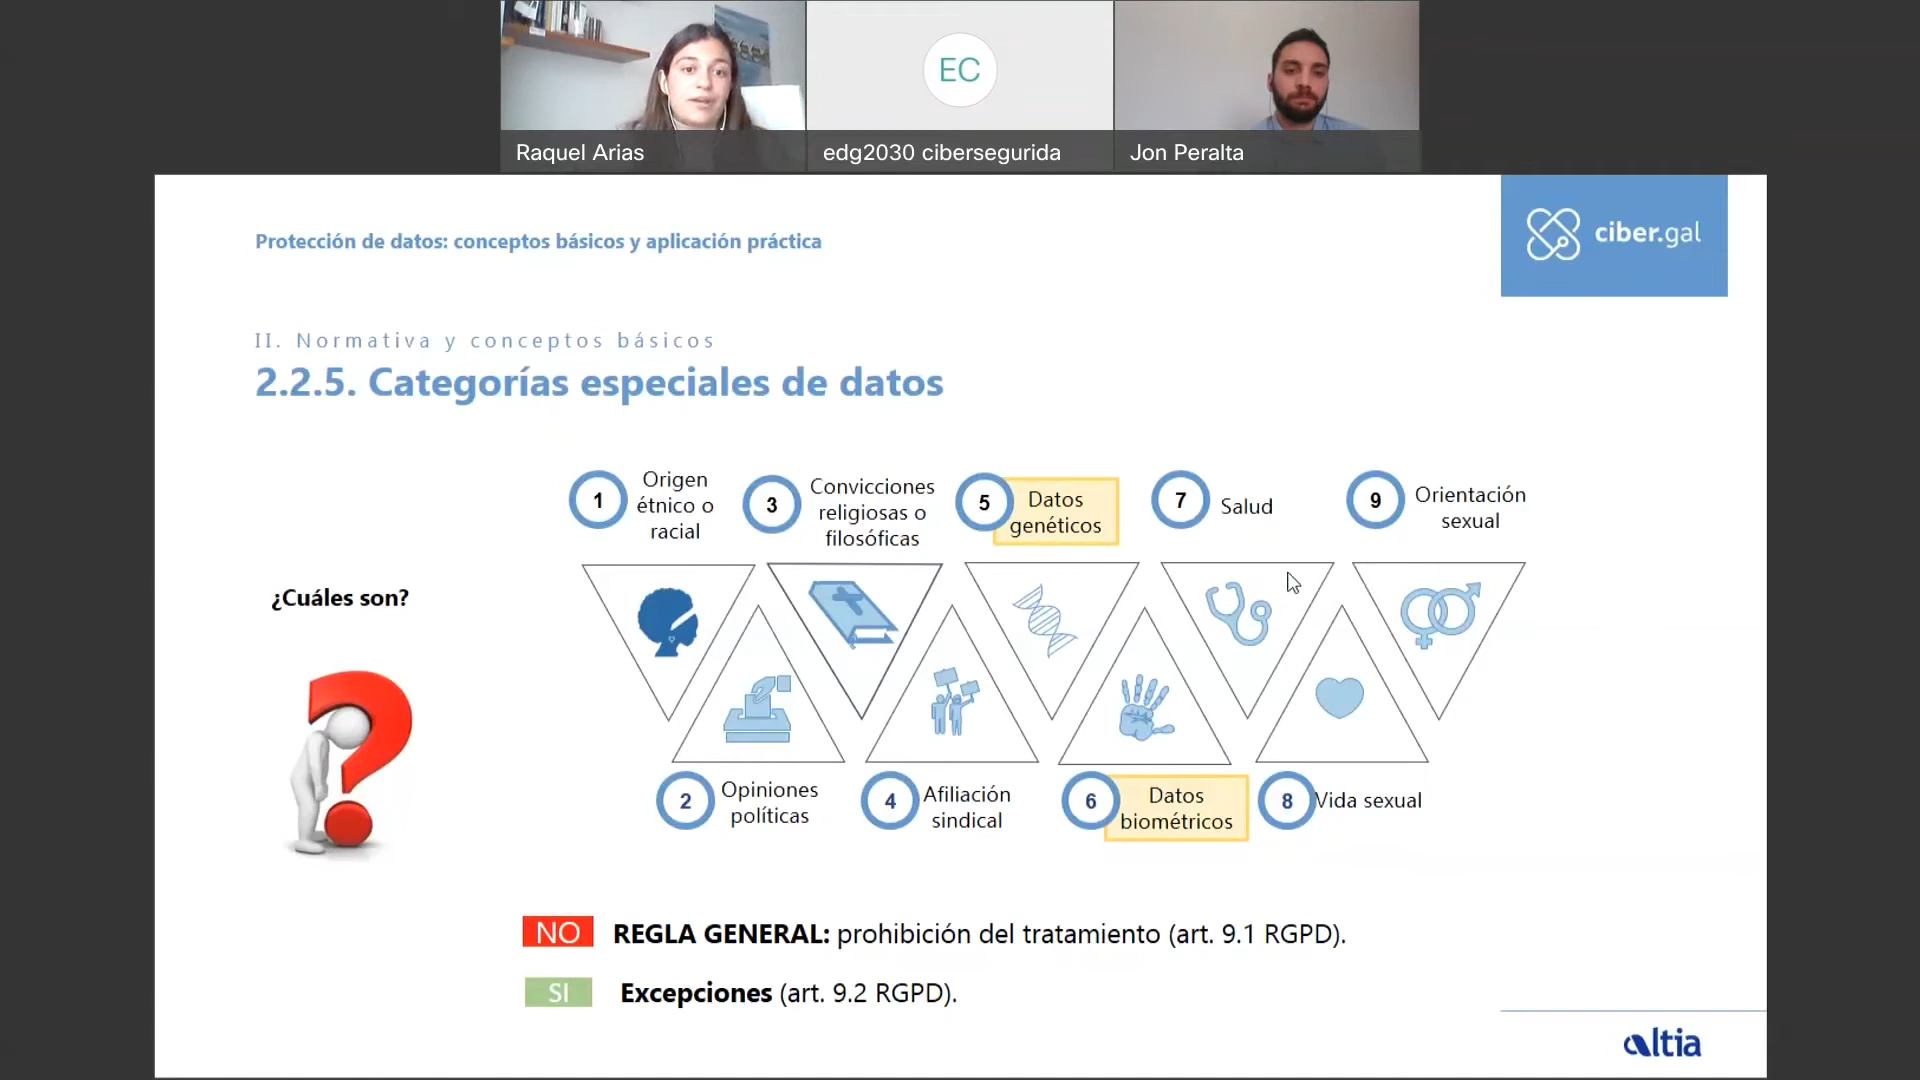 EC
Raquel Arias
edg2030 cibersegurida
Jon Peralta
Protección de datos: conceptos básicos y aplicación práctica
ciber.gal
II. Normativa y conceptos básicos
2.2.5. Categorías especiales de datos
1
Origen
étnico o
racial
3
Convicciones
religiosas o
filosóficas
5
Datos
genéticos
7
Salud
9
Orientación
sexual
¿Cuáles son?
2
Opiniones
políticas
4
Afiliación
sindical
6
Datos
biométricos
8
Vida sexual
NO REGLA GENERAL: prohibición del tratamiento (art. 9.1 RGPD).
SI Excepciones (art. 9.2 RGPD).
altia